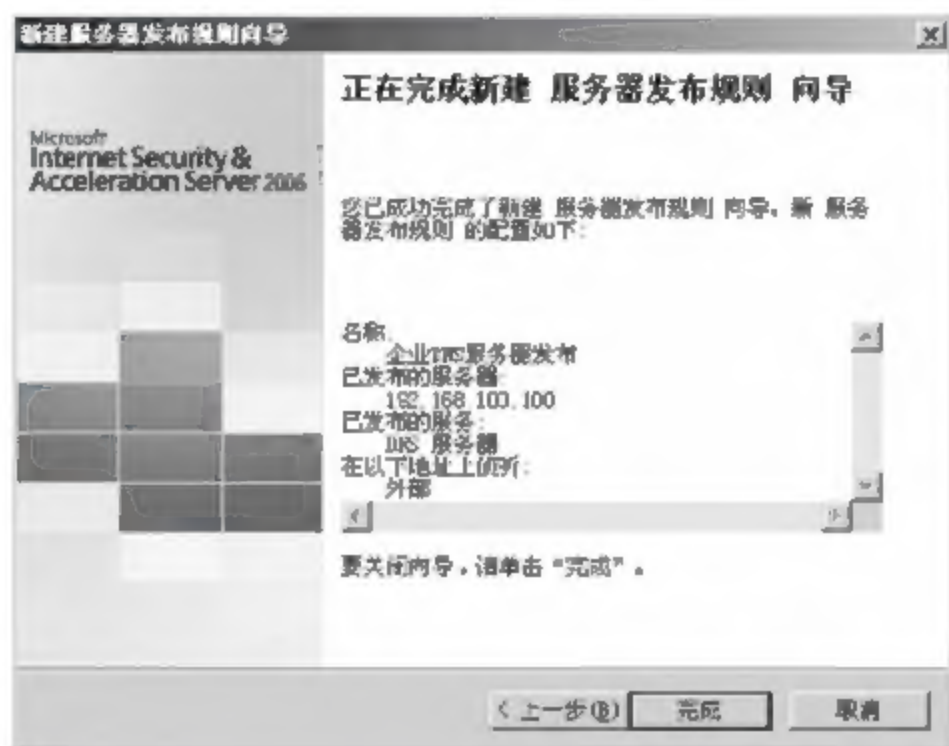 新建服务器发布规则向导
正在完成新建 服务器发布规则 向导
Microsoft
Internet Security &
Acceleration Server 2006
您已成功完成了新建 服务器发布规则 向导。新 服务
器发布规则 的配置如下:
名称:
企业DNS服务器发布
已发布的服务器:
192.168.100.100
已发布的服务:
DNS 服务器
在以下地址上侦听:
外部
要关闭向导,请单击“完成”。
< 上一步(B)
完成
取消